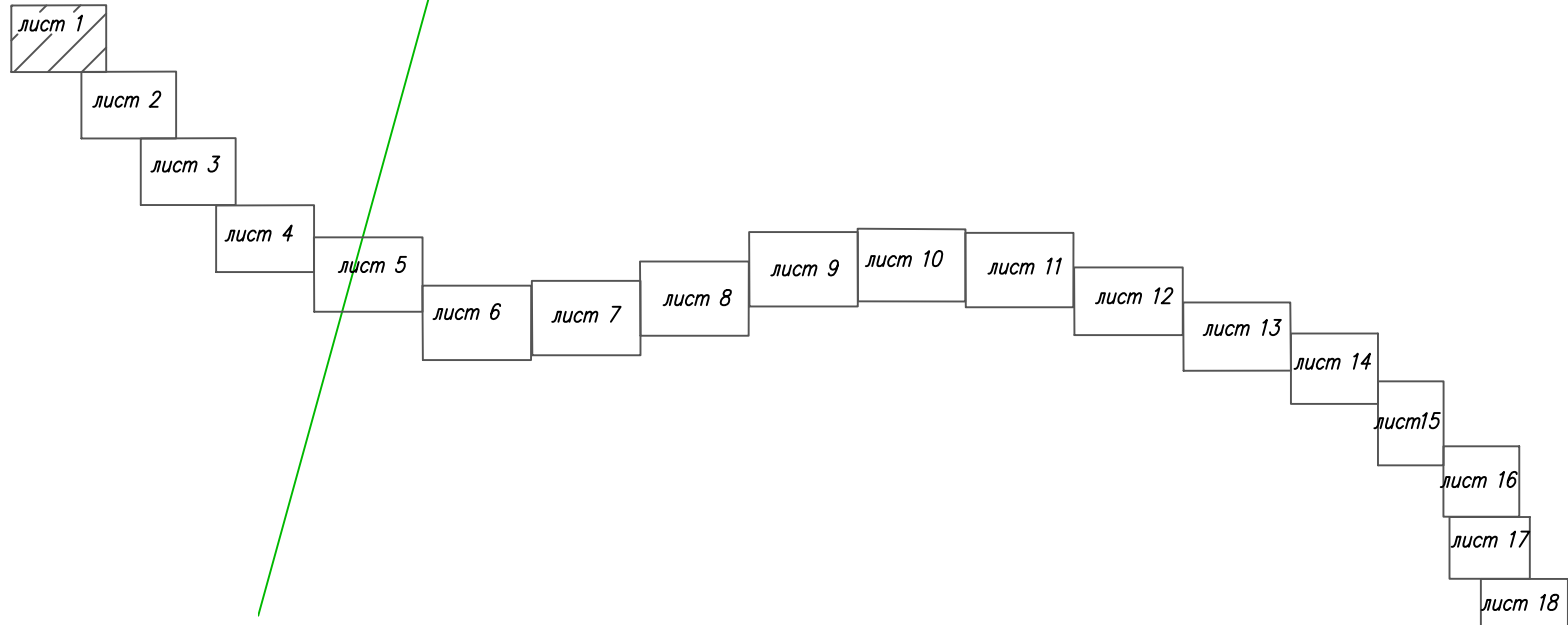 лист 1
лист 2
лист 3
лист 4
лист 5
лист 6
лист 7
лист 8
лист 9
лист 10
лист 11
лист 12
лист 13
лист 14
лист15
лист 16
лист 17
лист 18